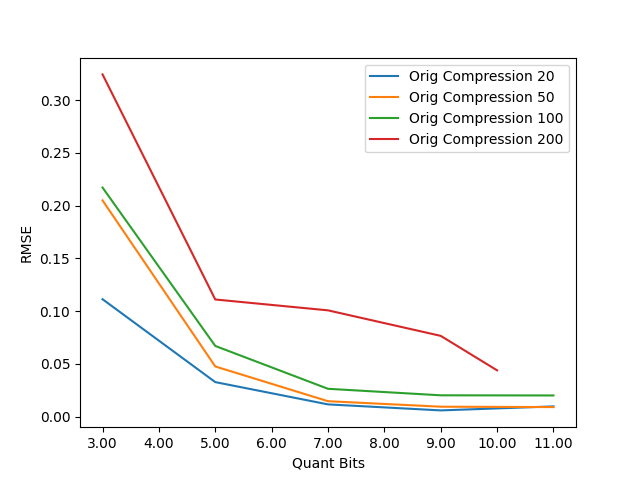 Orig Compression 20
Orig Compression 50
Orig Compression 100
Orig Compression 200
RMSE
0.30
0.25
0.20
0.15
0.10
0.05
0.00
3.00 4.00 5.00 6.00 7.00 8.00 9.00 10.00 11.00
Quant Bits